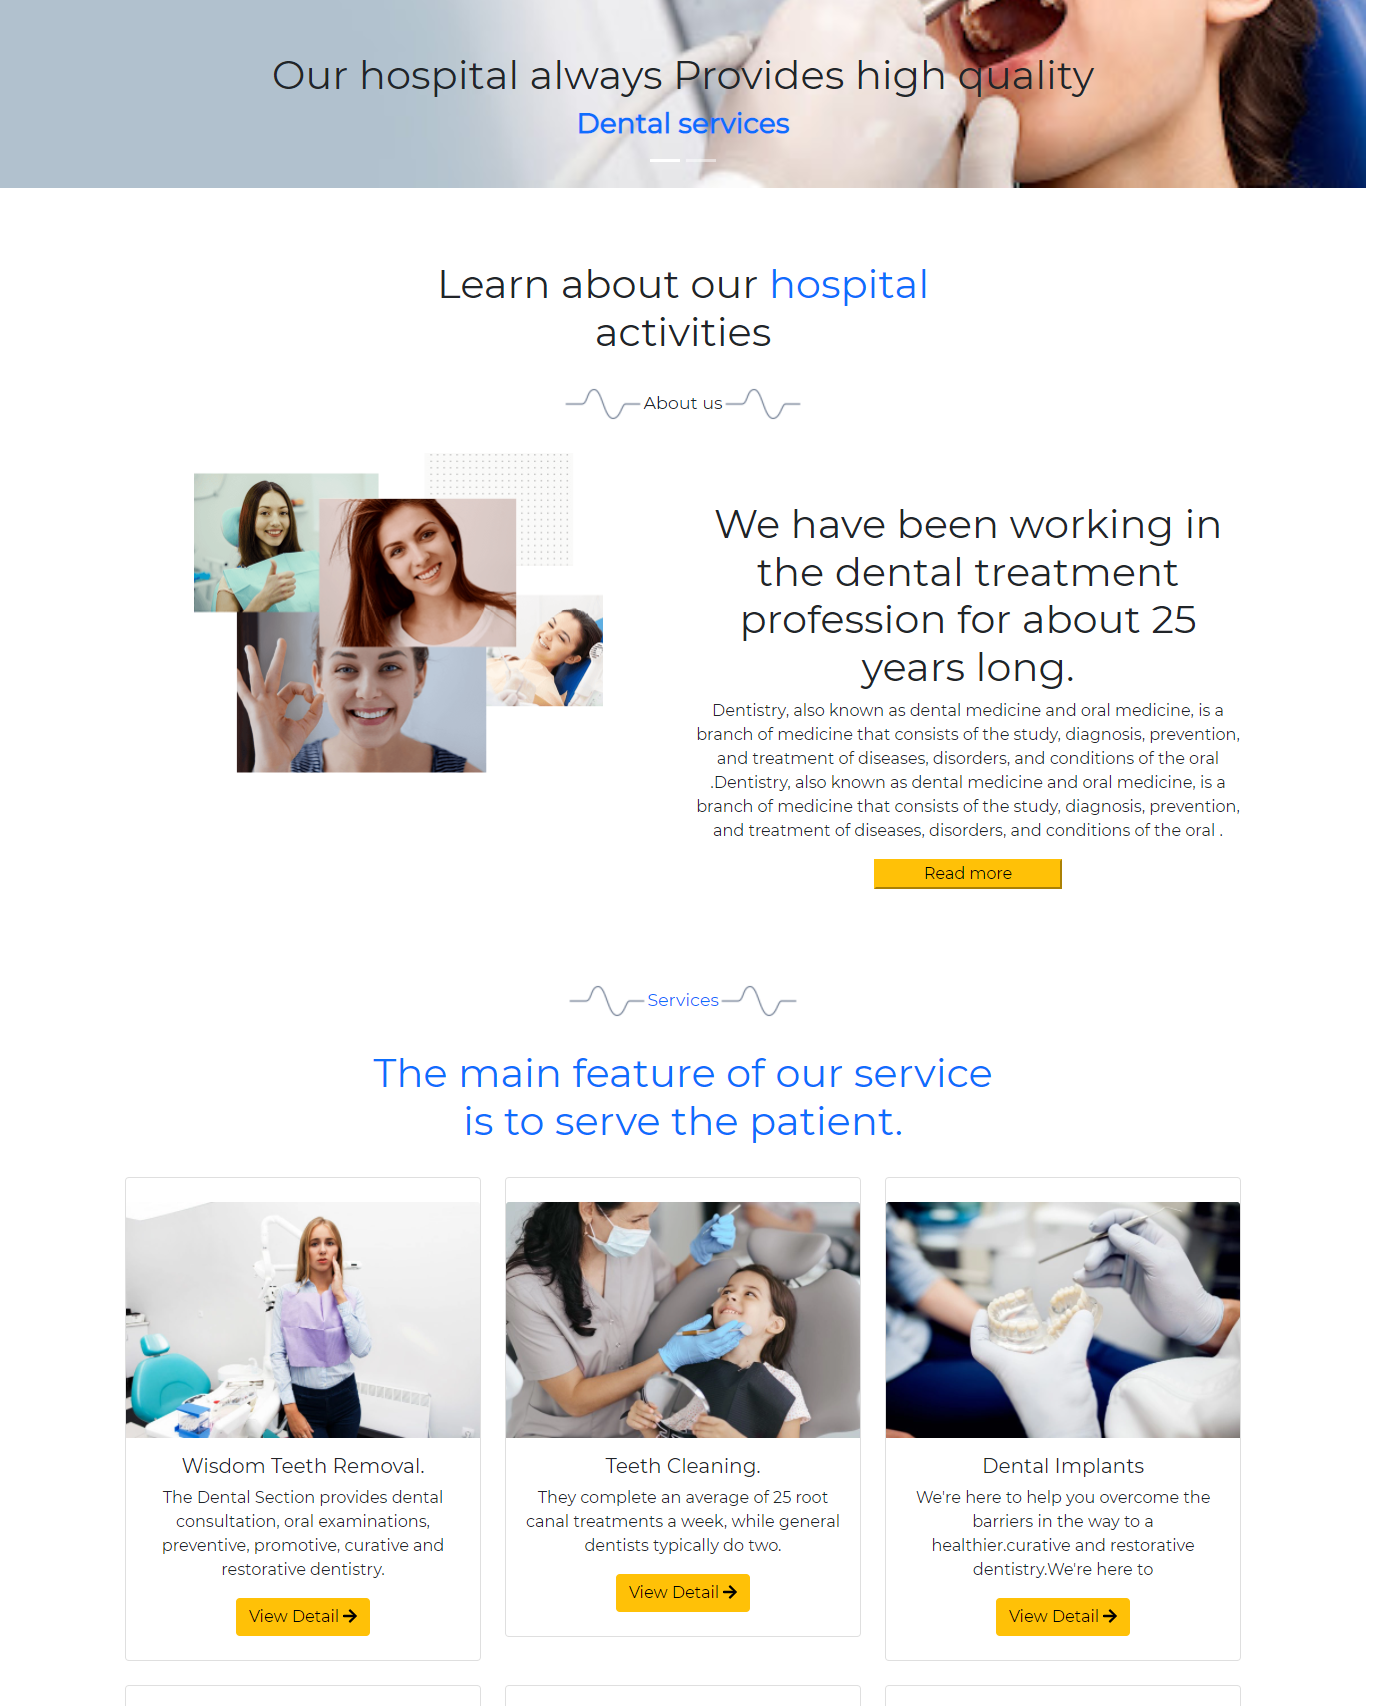 Our hospital always Provides high quality
Dental services
Learn about our hospital
activities
About us
We have been working in
the dental treatment
profession for about 25
years long.
Dentistry, also known as dental medicine and oral medicine, is a
branch of medicine that consists of the study, diagnosis, prevention,
and treatment of diseases, disorders, and conditions of the oral
.Dentistry, also known as dental medicine and oral medicine, is a
branch of medicine that consists of the study, diagnosis, prevention,
and treatment of diseases, disorders, and conditions of the oral .
Read more
Services
The main feature of our service
is to serve the patient.
Wisdom Teeth Removal.
The Dental Section provides dental
consultation, oral examinations,
preventive, promotive, curative and
restorative dentistry.
View Detail
Teeth Cleaning.
They complete an average of 25 root
canal treatments a week, while general
dentists typically do two.
View Detail
Dental Implants
We're here to help you overcome the
barriers in the way to a
healthier.curative and restorative
dentistry.We're here to
View Detail